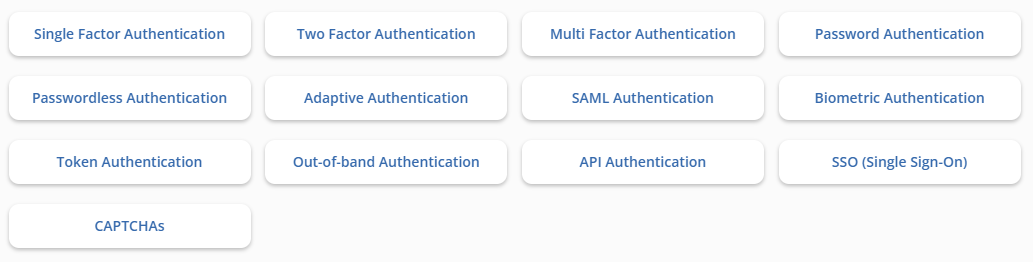 Single Factor Authentication
Two Factor Authentication
Multi Factor Authentication
Password Authentication
Passwordless Authentication
Adaptive Authentication
SAML Authentication
Biometric Authentication
Token Authentication
Out-of-band Authentication
API Authentication
SSO (Single Sign-On)
CAPTCHAs